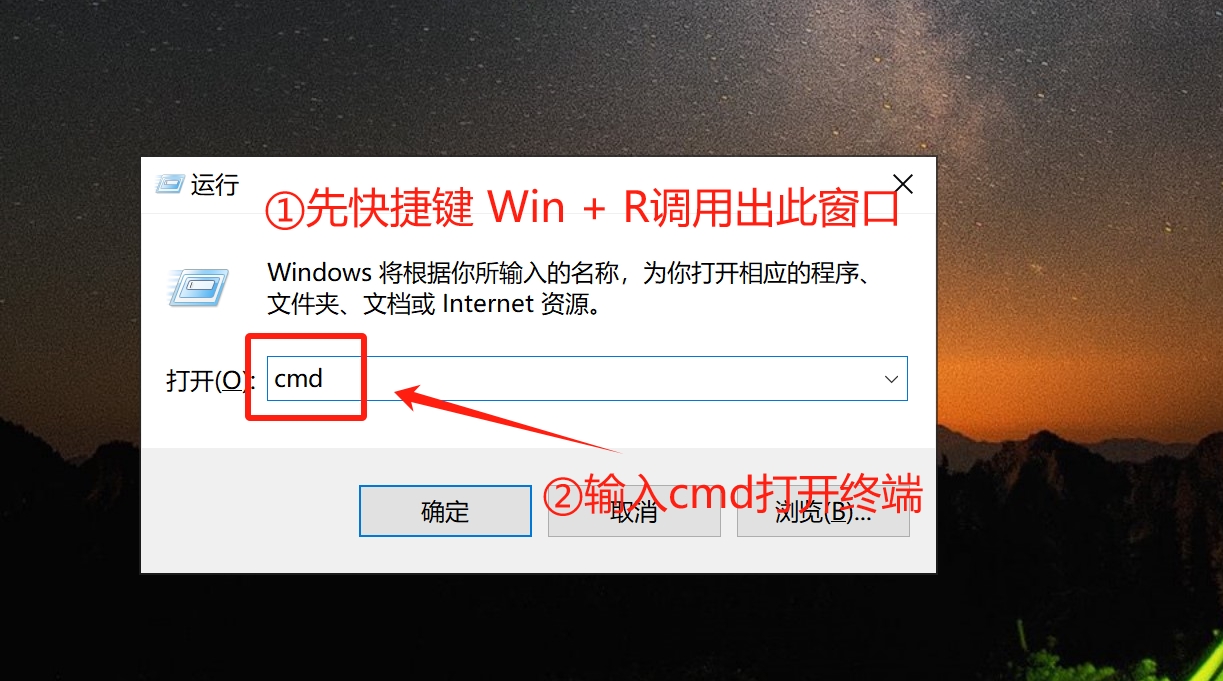 运行
①先快捷键 Win + R调用出此窗口
Windows 将根据你所输入的名称，为你打开相应的程序、
文件夹、文档或 Internet 资源。
打开(O): cmd
②输入cmd打开终端
确定 取消 浏览(B)...